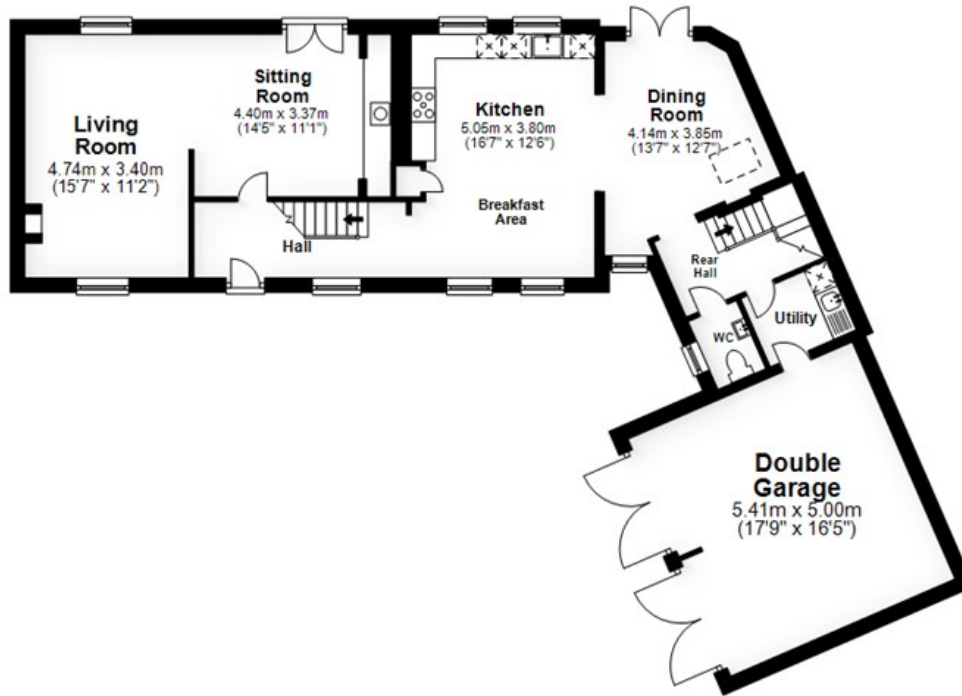 Living
Room
4.74m x 3.40m
(15'7" x 11'2")
Sitting
Room
4.40m x 3.37m
(14'5" x 11'1")
Kitchen
5.05m x 3.80m
(16'7" x 12'6")
Dining
Room
4.14m x 3.85m
(13'7" x 12'7")
Breakfast
Area
Hall
Rear
Hall
WC
Utility
Double
Garage
5.41m x 5.00m
(17'9" x 16'5")